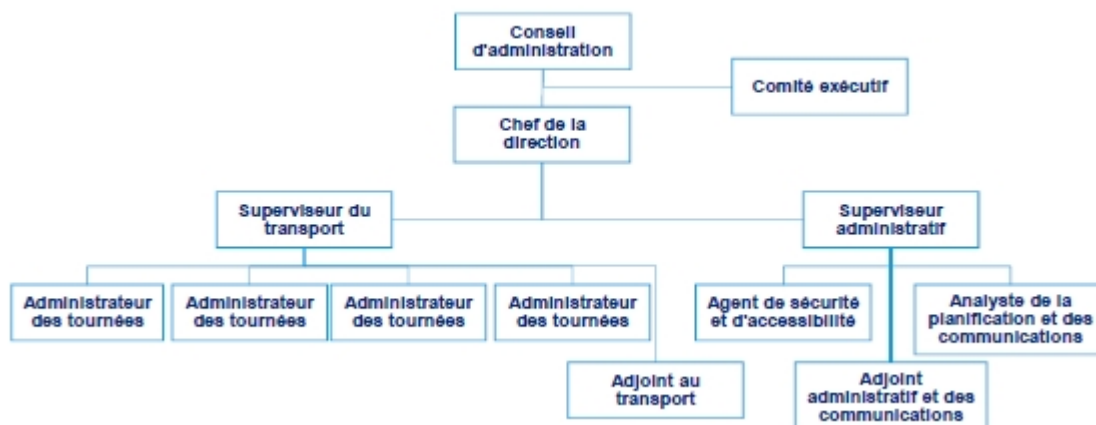 Conseil
d'administration
Comité exécutif
Chef de la
direction
Superviseur du
transport
Superviseur
administratif
Administrateur
des tournées
Administrateur
des tournées
Administrateur
des tournées
Administrateur
des tournées
Agent de sécurité
et d'accessibilité
Analyste de la
planification et des
communications
Adjoint au
transport
Adjoint
administratif et des
communications